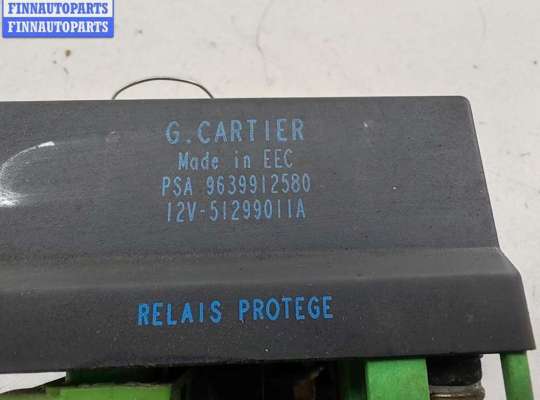 FINNAUTOPARTS
FINNAUTOPARTS
G.CARTIER
Made in EEC
PSA 9639912580
12V-51299011A
RELAIS PROTEGE